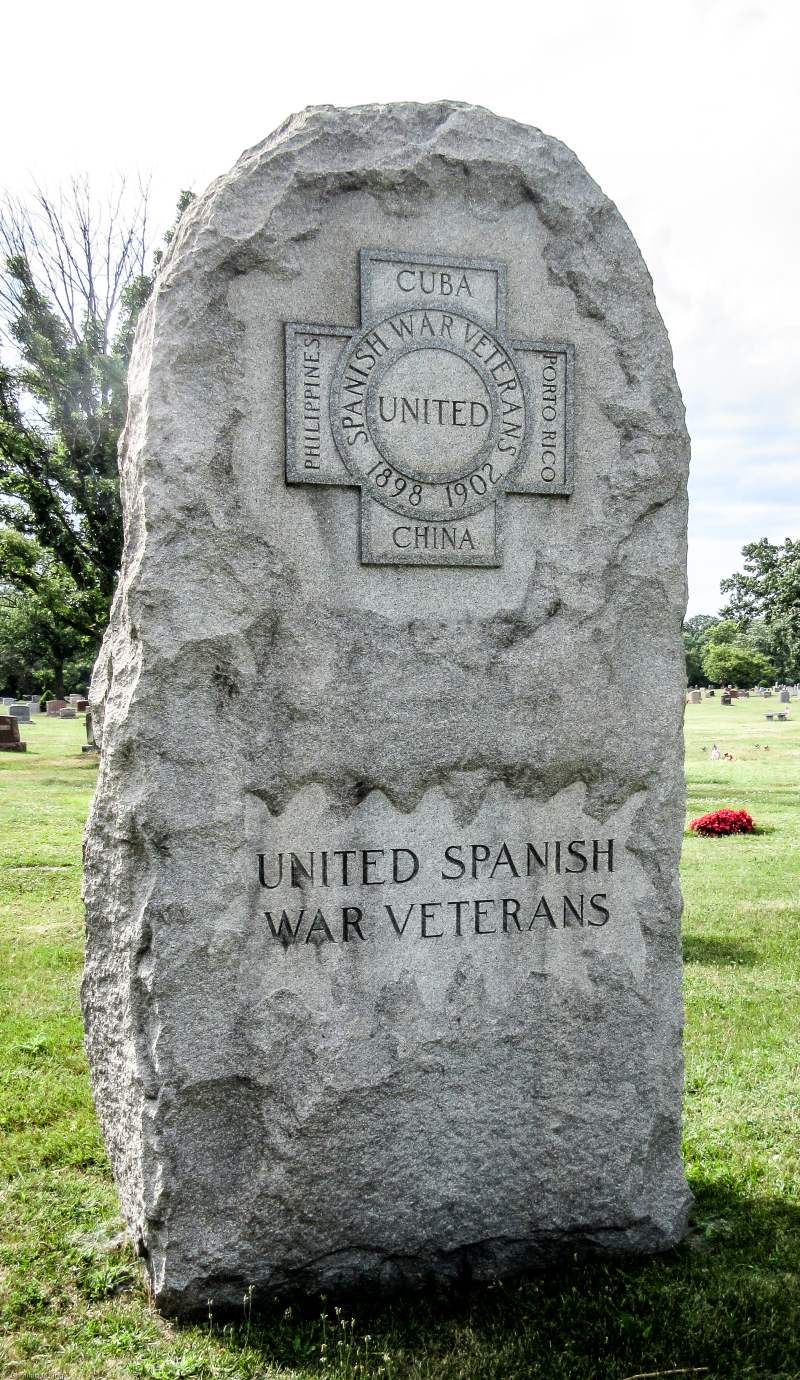 CUBA
PHILIPPINES
SPANISH WAR VETERANS
UNITED
1898 1902
PORTO RICO
CHINA
UNITED SPANISH
WAR VETERANS